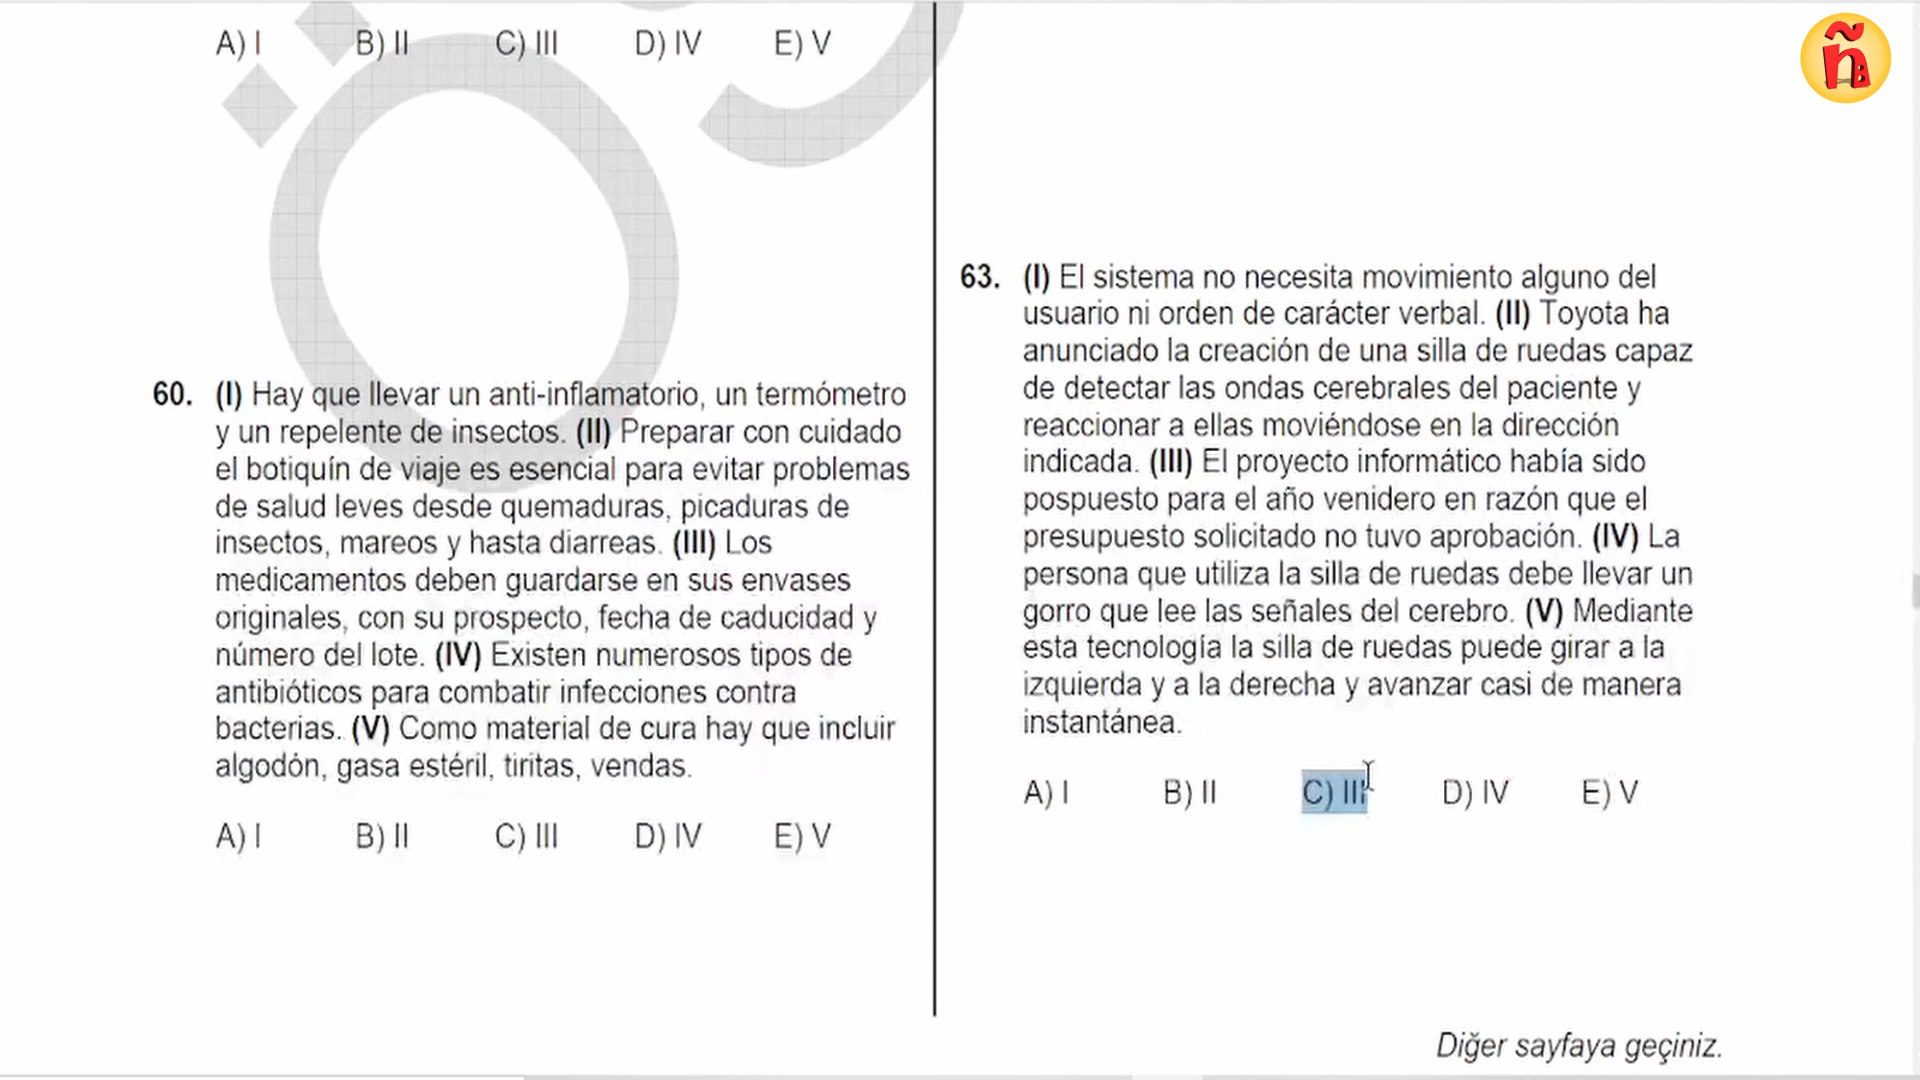 A) I B) II C) III D) IV E) V
60. (I) Hay que llevar un anti-inflamatorio, un termómetro
y un repelente de insectos. (II) Preparar con cuidado
el botiquín de viaje es esencial para evitar problemas
de salud leves desde quemaduras, picaduras de
insectos, mareos y hasta diarreas. (III) Los
medicamentos deben guardarse en sus envases
originales, con su prospecto, fecha de caducidad y
número del lote. (IV) Existen numerosos tipos de
antibióticos para combatir infecciones contra
bacterias. (V) Como material de cura hay que incluir
algodón, gasa estéril, tiritas, vendas.
A) I B) II C) III D) IV E) V
63. (I) El sistema no necesita movimiento alguno del
usuario ni orden de carácter verbal. (II) Toyota ha
anunciado la creación de una silla de ruedas capaz
de detectar las ondas cerebrales del paciente y
reaccionar a ellas moviéndose en la dirección
indicada. (III) El proyecto informático había sido
pospuesto para el año venidero en razón que el
presupuesto solicitado no tuvo aprobación. (IV) La
persona que utiliza la silla de ruedas debe llevar un
gorro que lee las señales del cerebro. (V) Mediante
esta tecnología la silla de ruedas puede girar a la
izquierda y a la derecha y avanzar casi de manera
instantánea.
A) I B) II C) III D) IV E) V
Diğer sayfaya geçiniz.
ñ